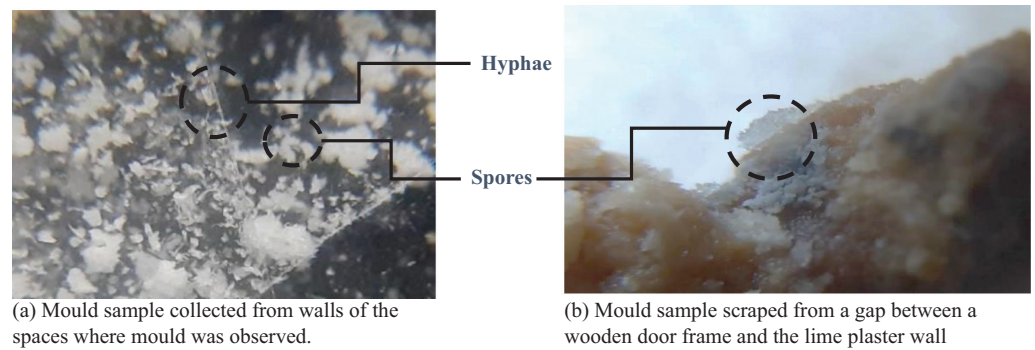 Hyphae
Spores
(a) Mould sample collected from walls of the
spaces where mould was observed.
(b) Mould sample scraped from a gap between a
wooden door frame and the lime plaster wall